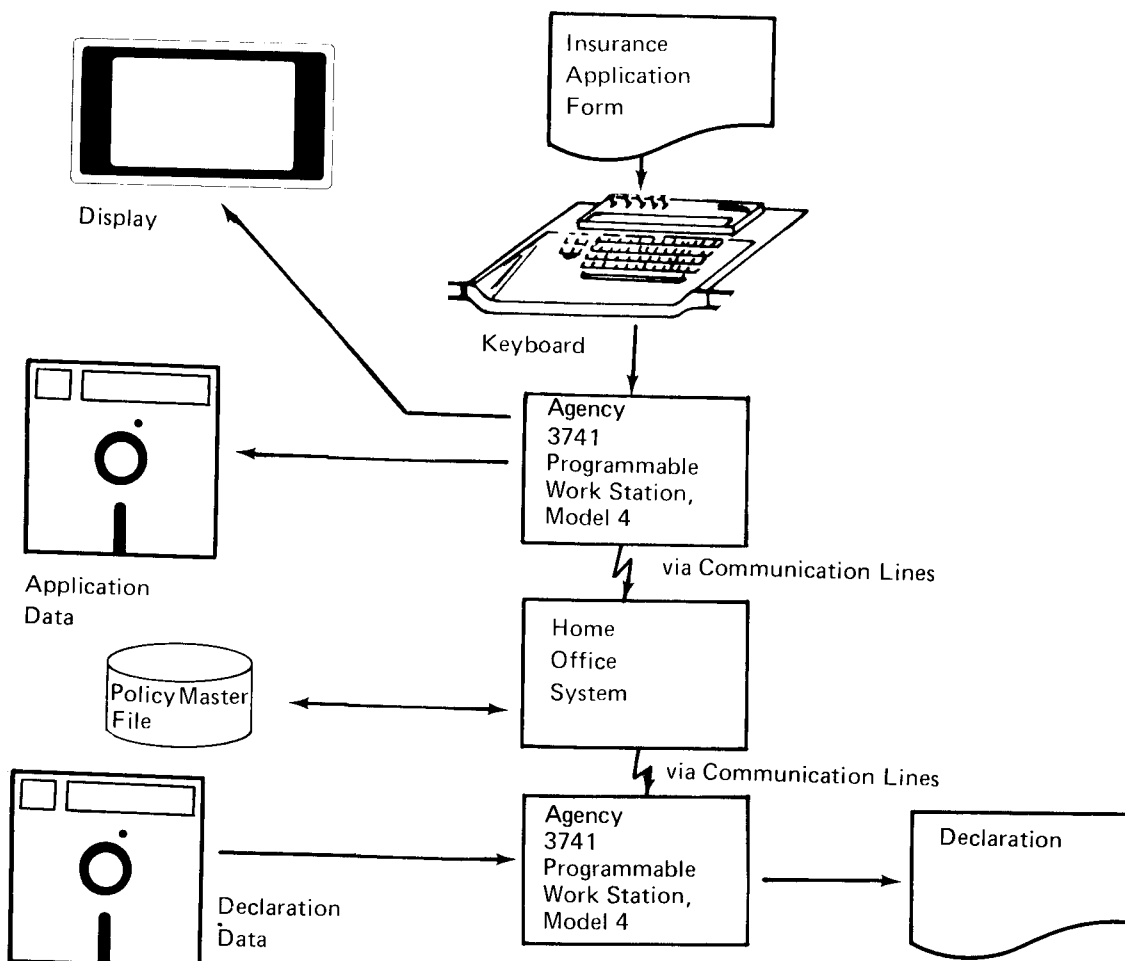 Insurance
Application
Form
Display
Keyboard
Agency
3741
Programmable
Work Station,
Model 4
via Communication Lines
Application
Data
Home
Office
System
Policy Master
File
via Communication Lines
Agency
3741
Programmable
Work Station,
Model 4
Declaration
Declaration
Data